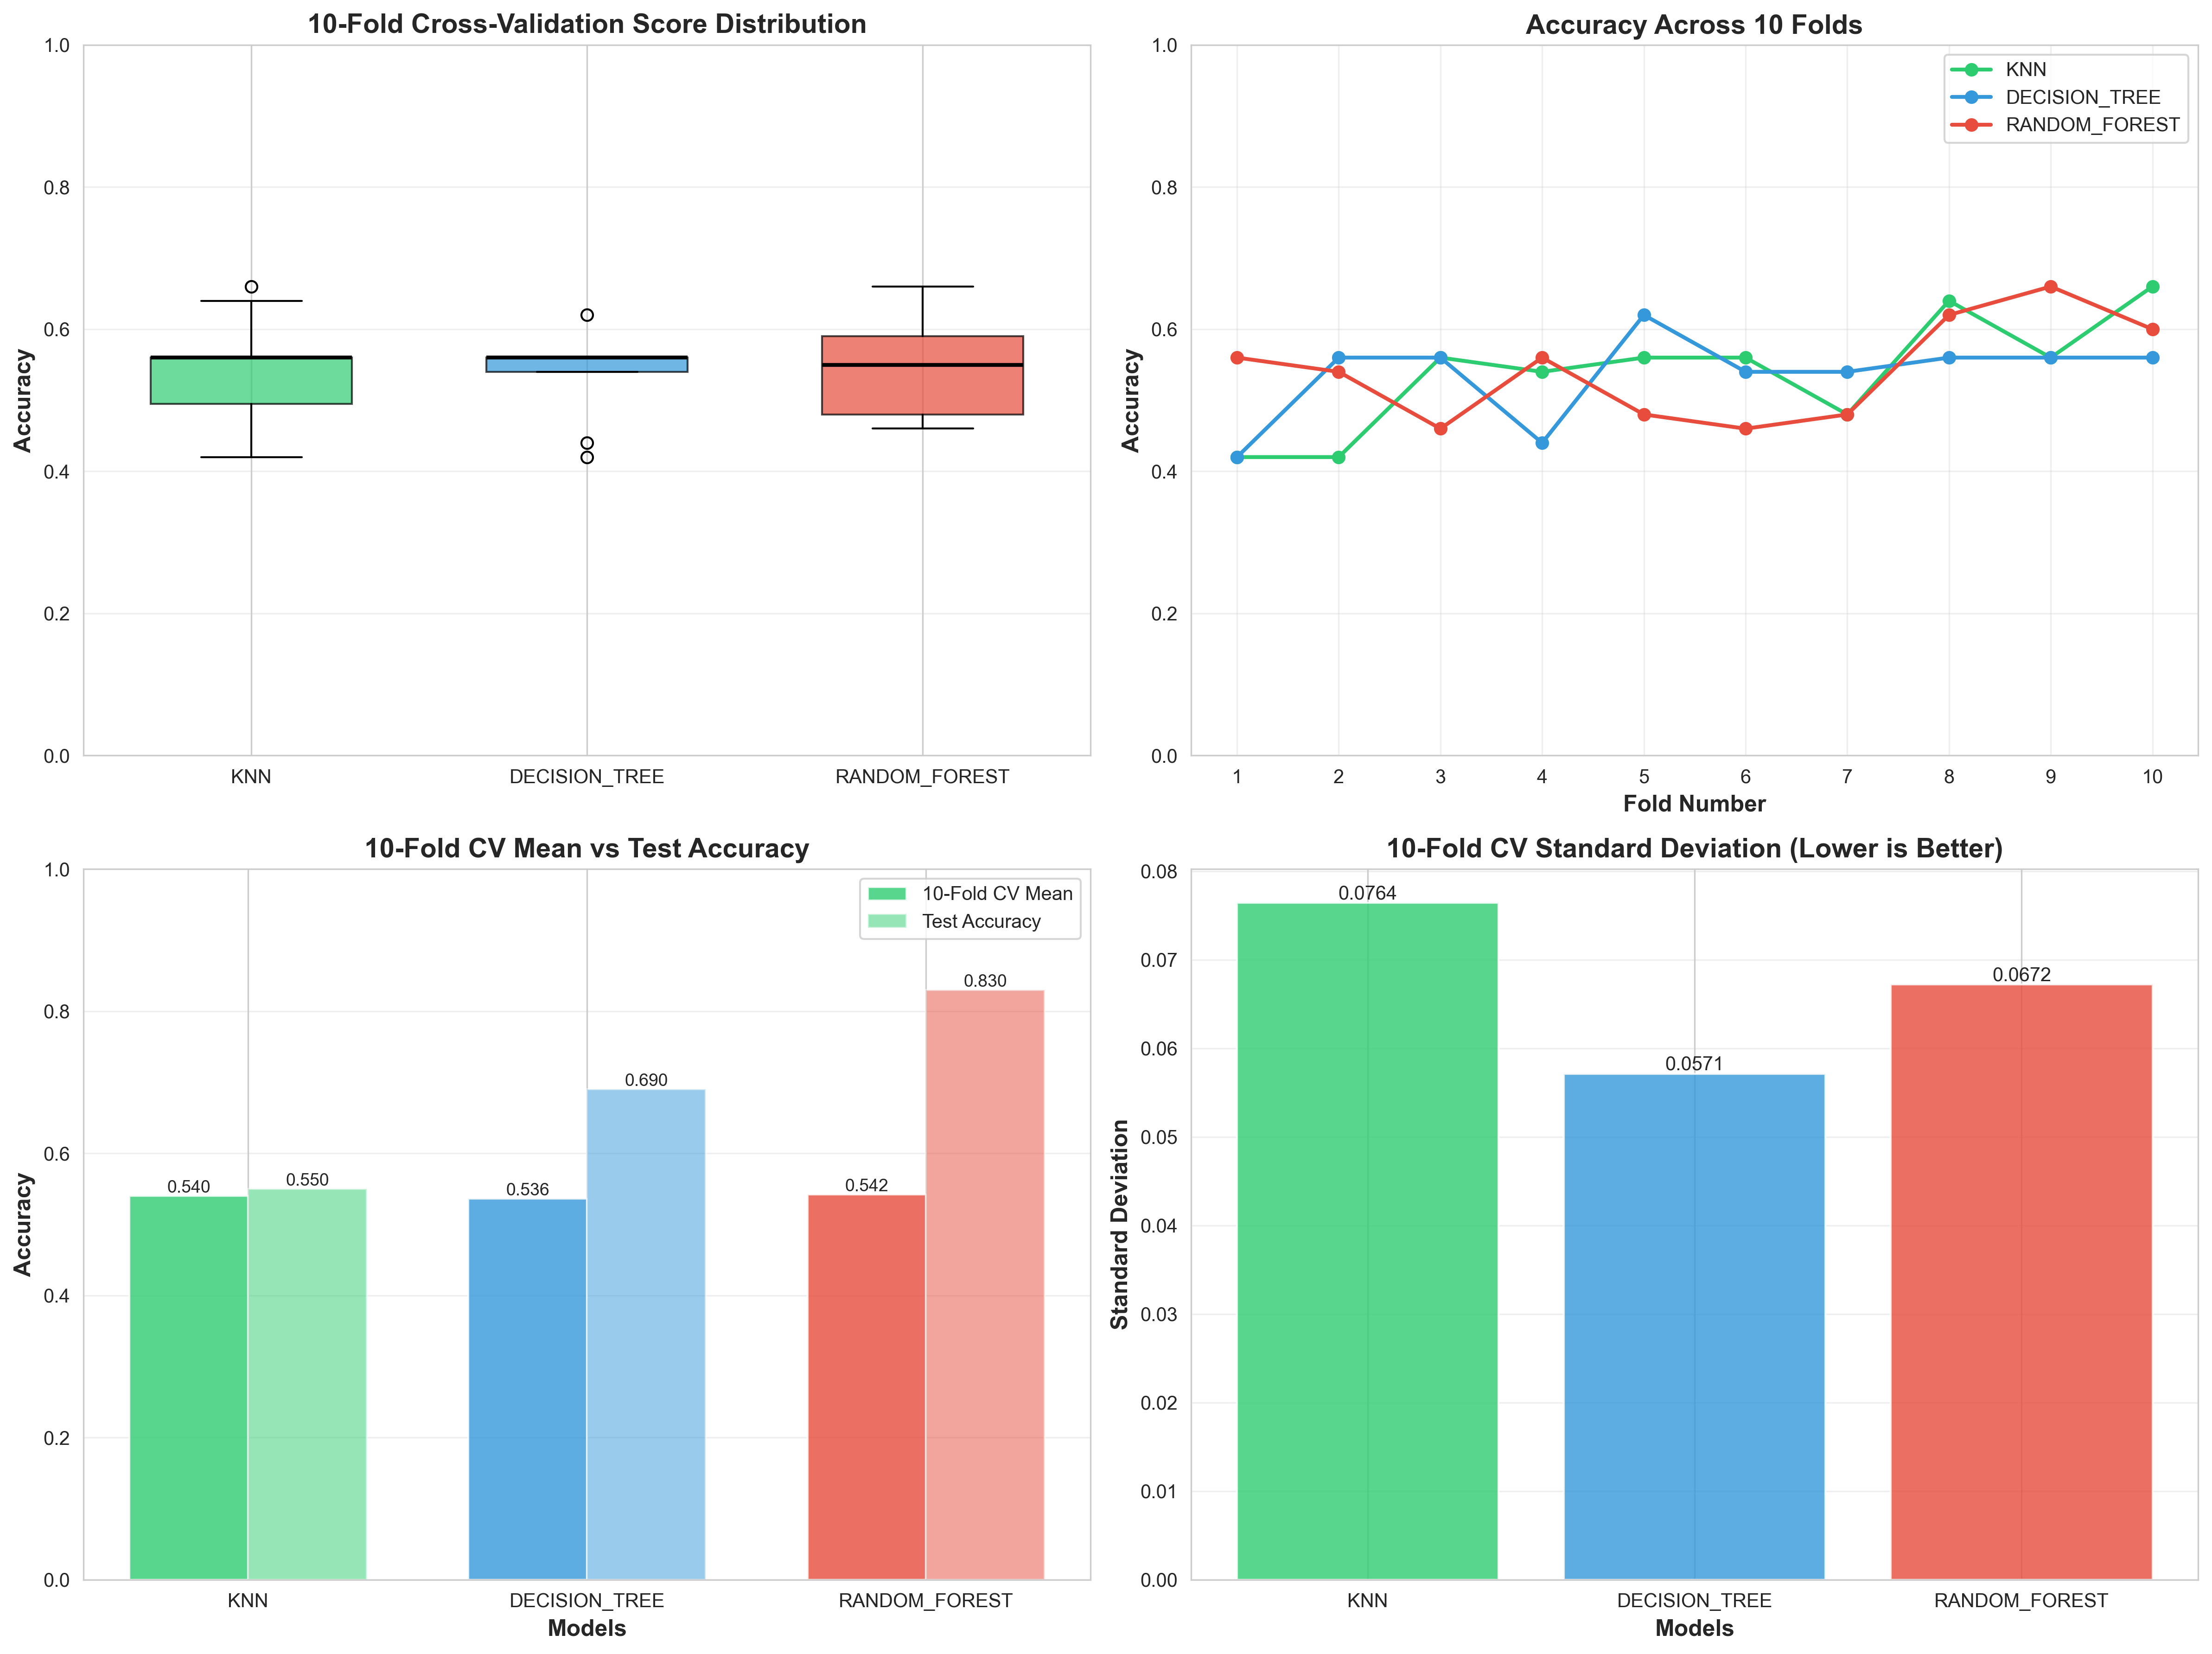 10-Fold Cross-Validation Score Distribution
Accuracy
1.0
0.8
0.6
0.4
0.2
0.0
KNN
DECISION_TREE
RANDOM_FOREST
Accuracy Across 10 Folds
Accuracy
1.0
0.8
0.6
0.4
0.2
0.0
KNN
DECISION_TREE
RANDOM_FOREST
1
2
3
4
5
6
7
8
9
10
Fold Number
10-Fold CV Mean vs Test Accuracy
Accuracy
1.0
0.8
0.6
0.4
0.2
0.0
10-Fold CV Mean
Test Accuracy
0.540
0.550
0.536
0.690
0.542
0.830
KNN
DECISION_TREE
RANDOM_FOREST
Models
10-Fold CV Standard Deviation (Lower is Better)
Standard Deviation
0.08
0.07
0.06
0.05
0.04
0.03
0.02
0.01
0.00
0.0764
0.0571
0.0672
KNN
DECISION_TREE
RANDOM_FOREST
Models